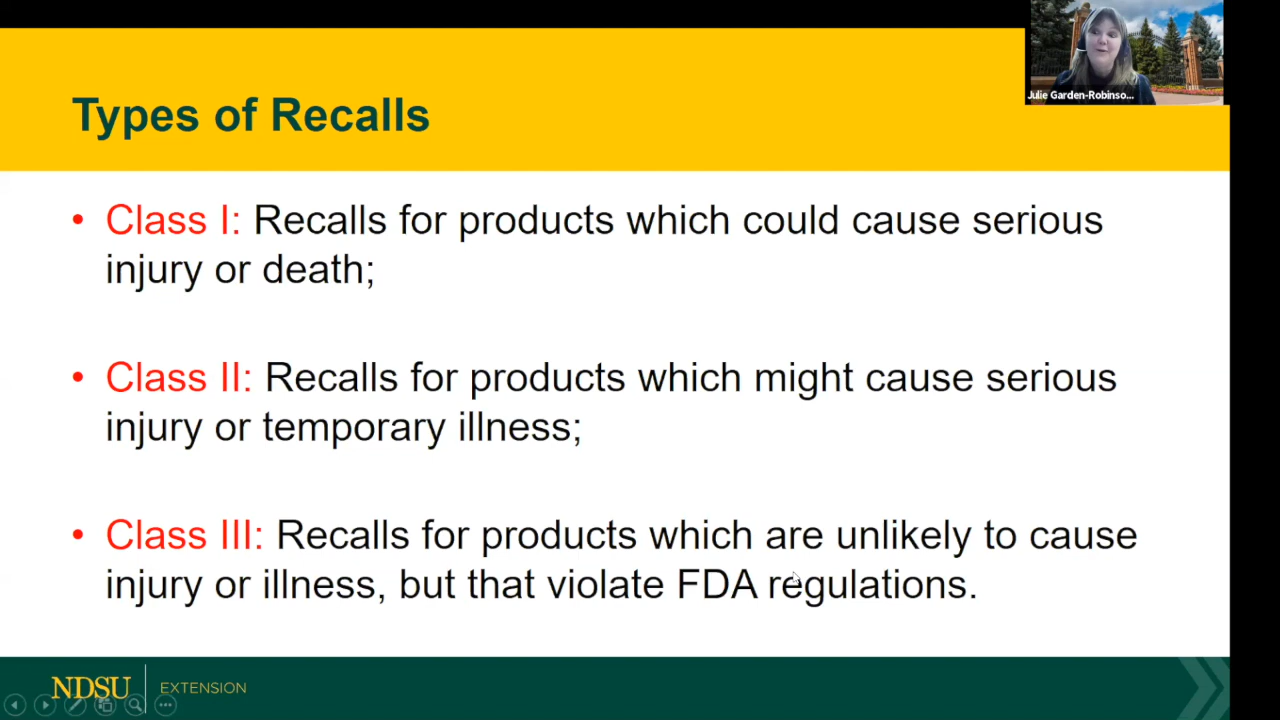 Julie Garden-Robinso...
Types of Recalls
• Class I: Recalls for products which could cause serious
injury or death;
• Class II: Recalls for products which might cause serious
injury or temporary illness;
• Class III: Recalls for products which are unlikely to cause
injury or illness, but that violate FDA regulations.
NDSU EXTENSION